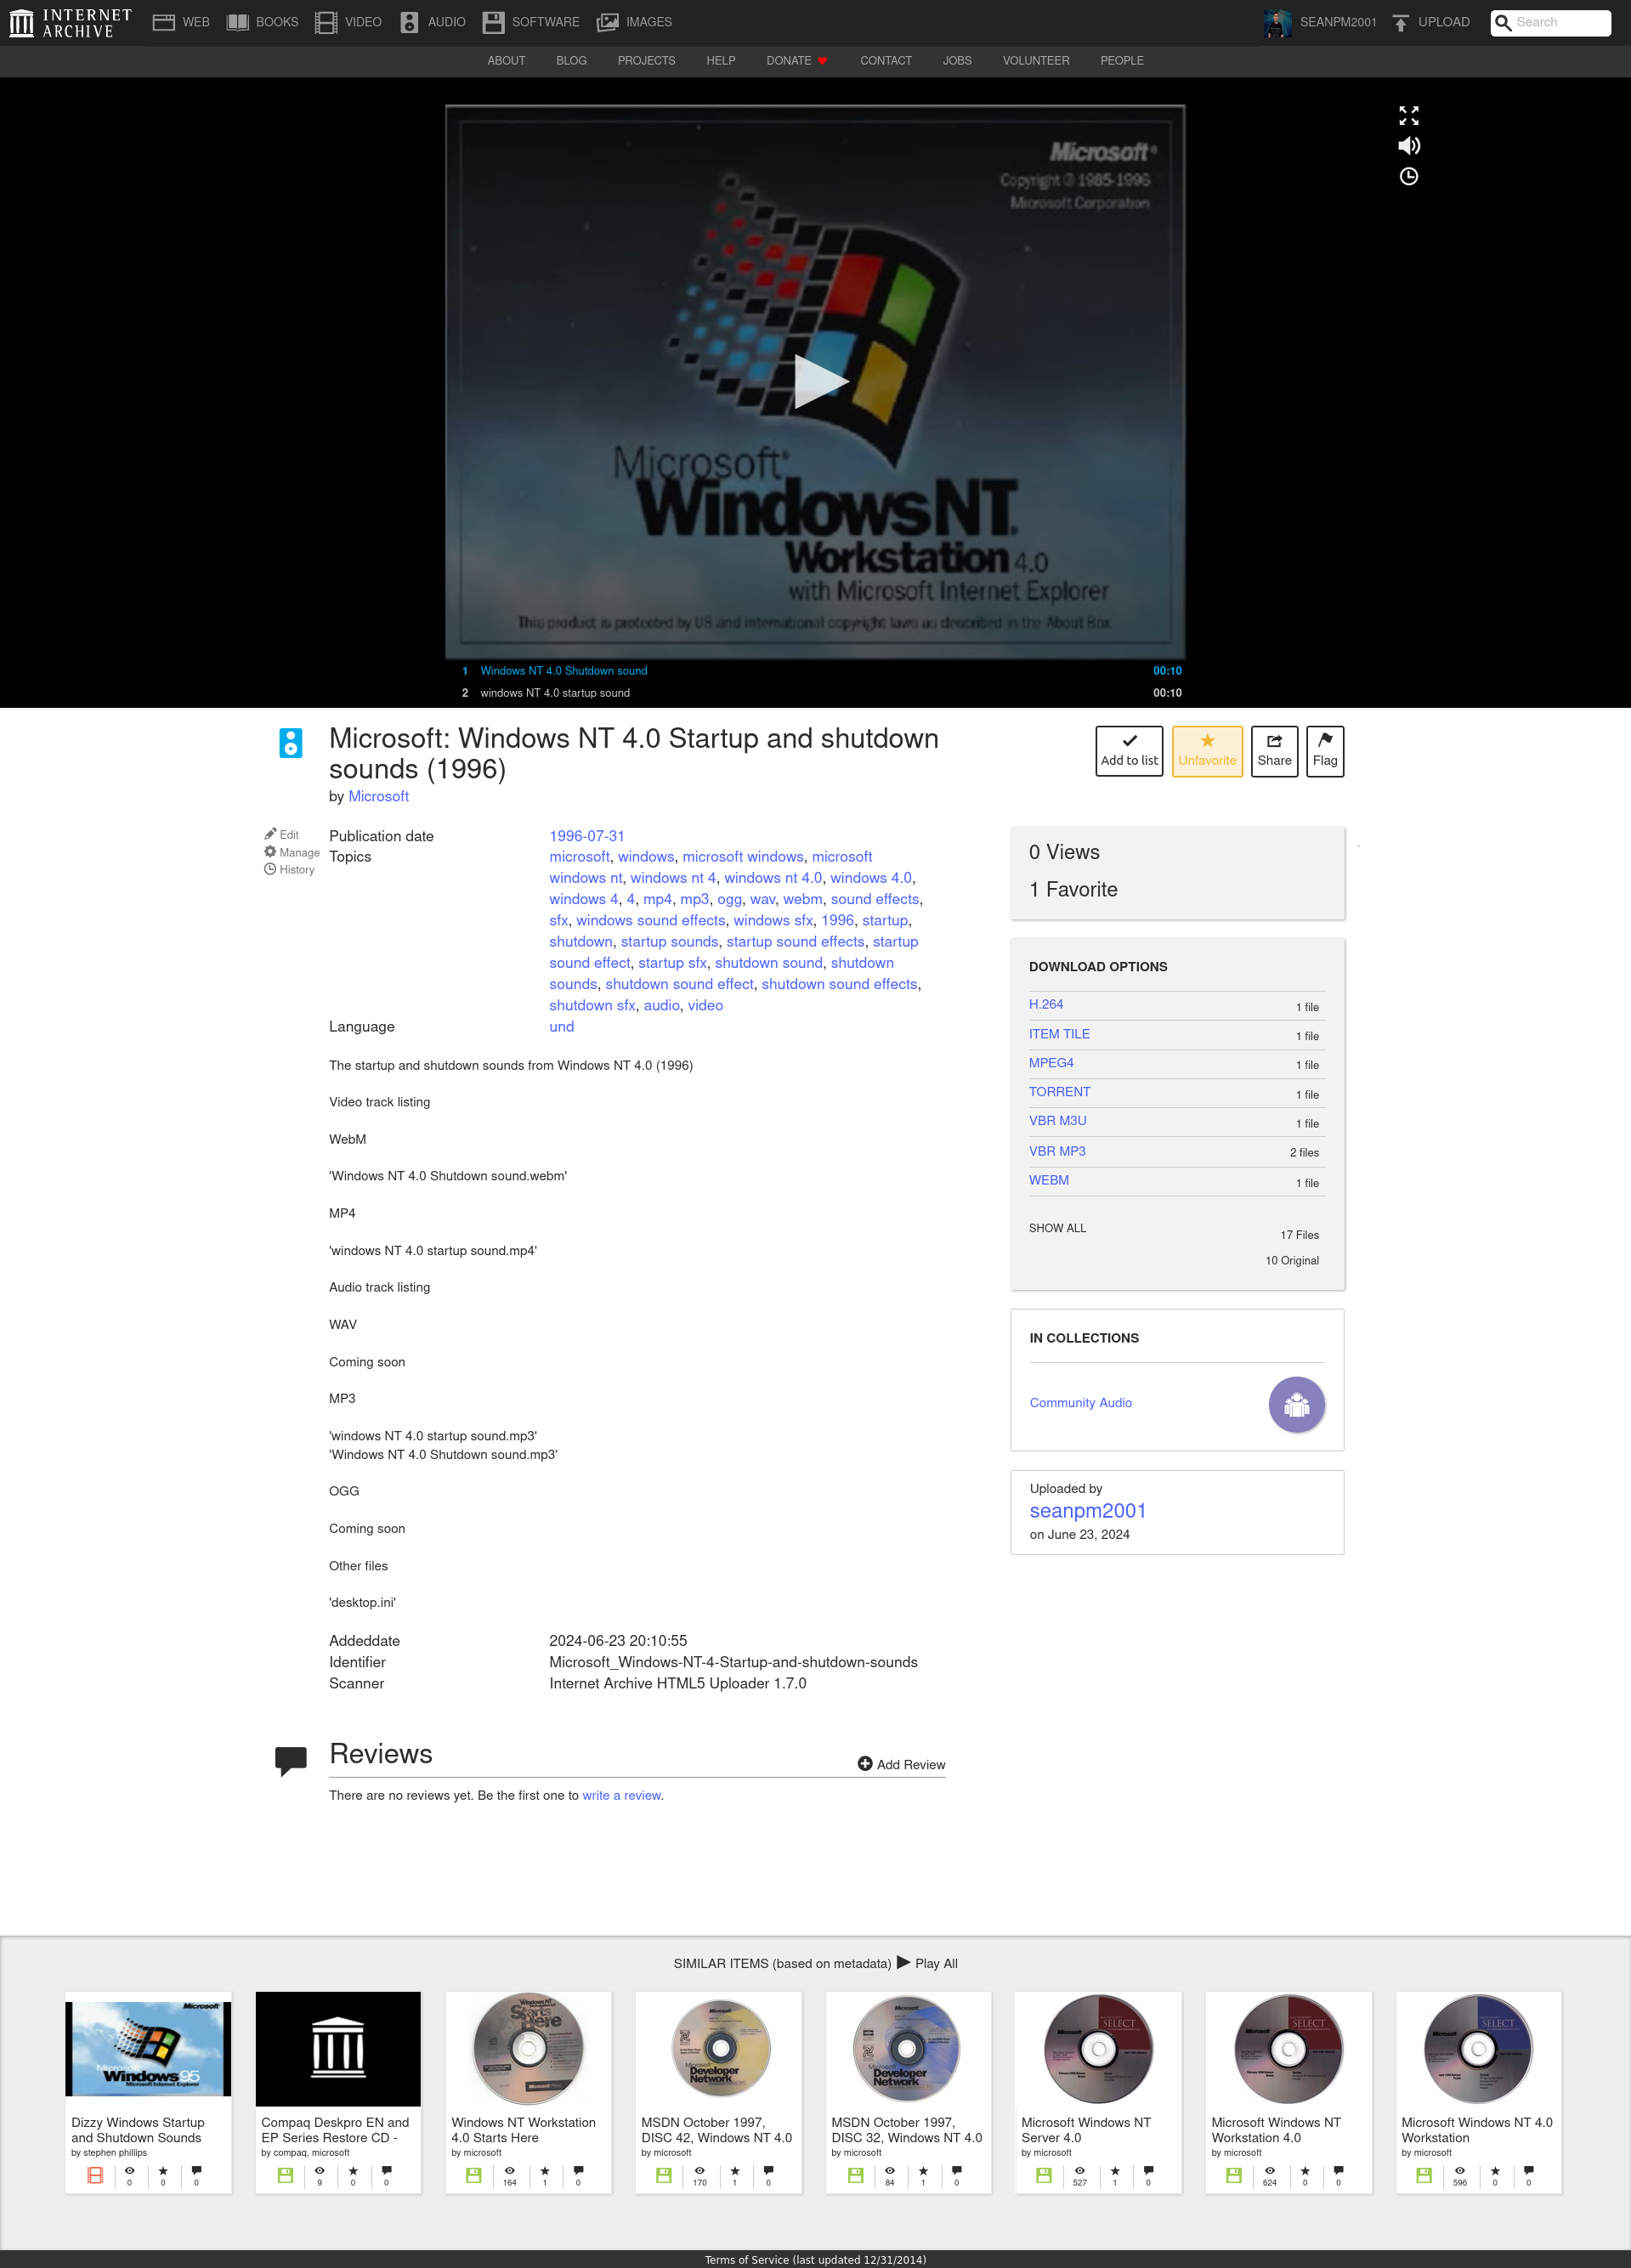 INTERNET
ARCHIVE
WEB BOOKS VIDEO AUDIO SOFTWARE IMAGES SEANPM2001 UPLOAD Search
ABOUT BLOG PROJECTS HELP DONATE CONTACT JOBS VOLUNTEER PEOPLE
Microsoft®
Copyright © 1985-1996
Microsoft Corporation
Microsoft®
Windows NT®
Workstation 4.0
with Microsoft Internet Explorer
This product is protected by US and international copyright laws as described in the About Box.
1 Windows NT 4.0 Shutdown sound 00:10
2 windows NT 4.0 startup sound 00:10
Microsoft: Windows NT 4.0 Startup and shutdown
sounds (1996)
by Microsoft
Add to list Unfavorite Share Flag
Edit
Manage
History
Publication date 1996-07-31
Topics microsoft, windows, microsoft windows, microsoft
windows nt, windows nt 4, windows nt 4.0, windows 4.0,
windows 4, 4, mp4, mp3, ogg, wav, webm, sound effects,
sfx, windows sound effects, windows sfx, 1996, startup,
shutdown, startup sounds, startup sound effects, startup
sound effect, startup sfx, shutdown sound, shutdown
sounds, shutdown sound effect, shutdown sound effects,
shutdown sfx, audio, video
Language und
The startup and shutdown sounds from Windows NT 4.0 (1996)
Video track listing
WebM
'Windows NT 4.0 Shutdown sound.webm'
MP4
'windows NT 4.0 startup sound.mp4'
Audio track listing
WAV
Coming soon
MP3
'windows NT 4.0 startup sound.mp3'
'Windows NT 4.0 Shutdown sound.mp3'
OGG
Coming soon
Other files
'desktop.ini'
Addeddate 2024-06-23 20:10:55
Identifier Microsoft_Windows-NT-4-Startup-and-shutdown-sounds
Scanner Internet Archive HTML5 Uploader 1.7.0
0 Views
1 Favorite
DOWNLOAD OPTIONS
H.264 1 file
ITEM TILE 1 file
MPEG4 1 file
TORRENT 1 file
VBR M3U 1 file
VBR MP3 2 files
WEBM 1 file
SHOW ALL 17 Files
10 Original
IN COLLECTIONS
Community Audio
Uploaded by
seanpm2001
on June 23, 2024
Reviews
Add Review
There are no reviews yet. Be the first one to write a review.
SIMILAR ITEMS (based on metadata) Play All
Microsoft
Microsoft
Windows 95
Microsoft Internet Explorer
Dizzy Windows Startup
and Shutdown Sounds
by stephen phillips
0 0 0
Compaq Deskpro EN and
EP Series Restore CD -
by compaq, microsoft
9 0 0
Starts
Here
Windows NT Workstation
4.0 Starts Here
by microsoft
164 1 0
Developer
Network
MSDN October 1997,
DISC 42, Windows NT 4.0
by microsoft
170 1 0
Developer
Network
MSDN October 1997,
DISC 32, Windows NT 4.0
by microsoft
84 1 0
SELECT
Microsoft Windows NT
Server 4.0
by microsoft
527 1 0
SELECT
Microsoft Windows NT
Workstation 4.0
by microsoft
624 0 0
SELECT
Microsoft Windows NT 4.0
Workstation
by microsoft
596 0 0
Terms of Service (last updated 12/31/2014)